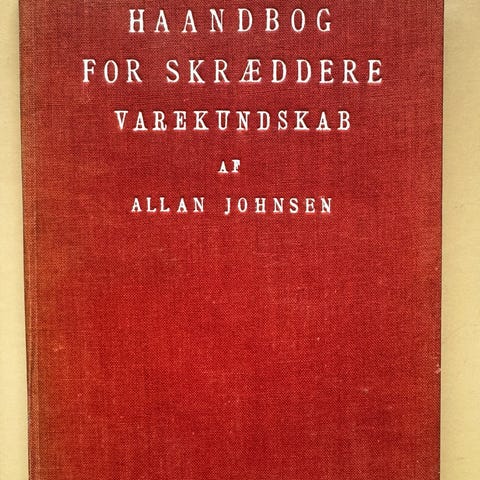 HAANDBOG
FOR SKRÆDDERE
VAREKUNDSKAB
AF
ALLAN JOHNSEN